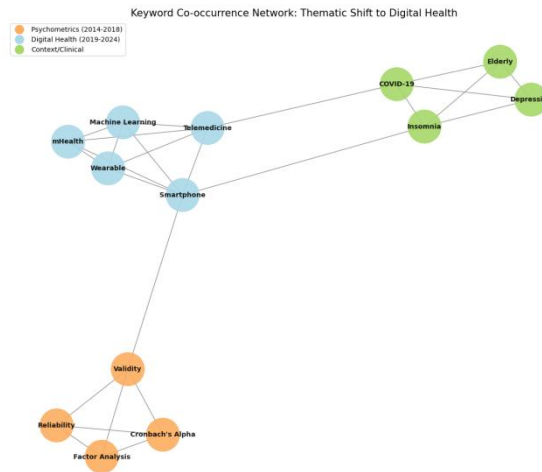 Keyword Co-occurrence Network: Thematic Shift to Digital Health
Psychometrics (2014-2018)
Digital Health (2019-2024)
Context/Clinical
Elderly
COVID-19
Depressi
Insomnia
Machine Learning
Telemedicine
mHealth
Wearable
Smartphone
Validity
Reliability
Cronbach's Alpha
Factor Analysis